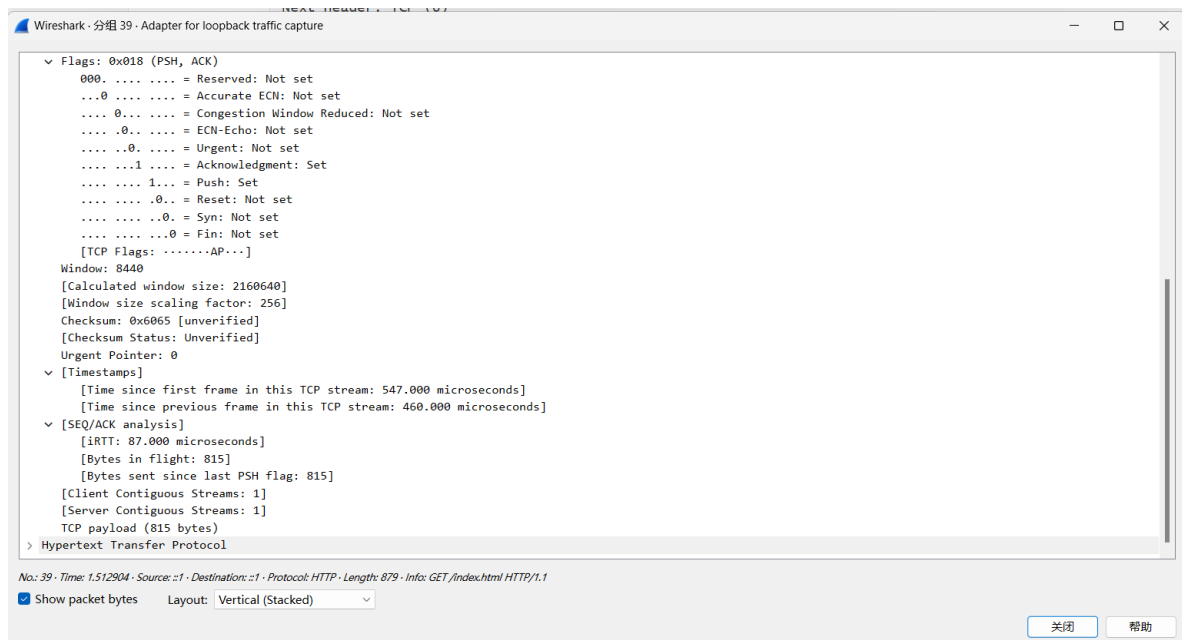 Next Header: TCP (6)
Wireshark · 分组 39 · Adapter for loopback traffic capture
Flags: 0x018 (PSH, ACK)
000. .... .... = Reserved: Not set
...0 .... .... = Accurate ECN: Not set
.... 0... .... = Congestion Window Reduced: Not set
.... .0.. .... = ECN-Echo: Not set
.... ..0. .... = Urgent: Not set
.... ...1 .... = Acknowledgment: Set
.... .... 1... = Push: Set
.... .... .0.. = Reset: Not set
.... .... ..0. = Syn: Not set
.... .... ...0 = Fin: Not set
[TCP Flags: ·······AP···]
Window: 8440
[Calculated window size: 2160640]
[Window size scaling factor: 256]
Checksum: 0x6065 [unverified]
[Checksum Status: Unverified]
Urgent Pointer: 0
[Timestamps]
[Time since first frame in this TCP stream: 547.000 microseconds]
[Time since previous frame in this TCP stream: 460.000 microseconds]
[SEQ/ACK analysis]
[iRTT: 87.000 microseconds]
[Bytes in flight: 815]
[Bytes sent since last PSH flag: 815]
[Client Contiguous Streams: 1]
[Server Contiguous Streams: 1]
TCP payload (815 bytes)
Hypertext Transfer Protocol
No.: 39 · Time: 1.512904 · Source: ::1 · Destination: ::1 · Protocol: HTTP · Length: 879 · Info: GET /index.html HTTP/1.1
Show packet bytes Layout: Vertical (Stacked)
关闭 帮助